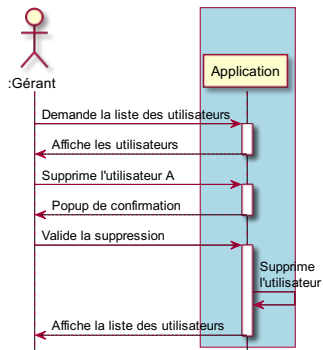 :Gérant
Application
Demande la liste des utilisateurs
Affiche les utilisateurs
Supprime l'utilisateur A
Popup de confirmation
Valide la suppression
Supprime
l'utilisateur
Affiche la liste des utilisateurs